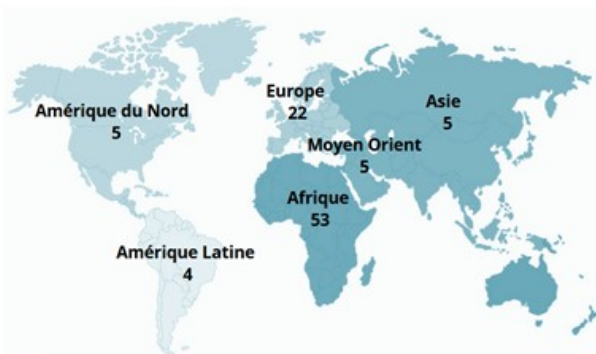 Amérique du Nord
5
Europe
22
Asie
5
Moyen Orient
5
Afrique
53
Amérique Latine
4